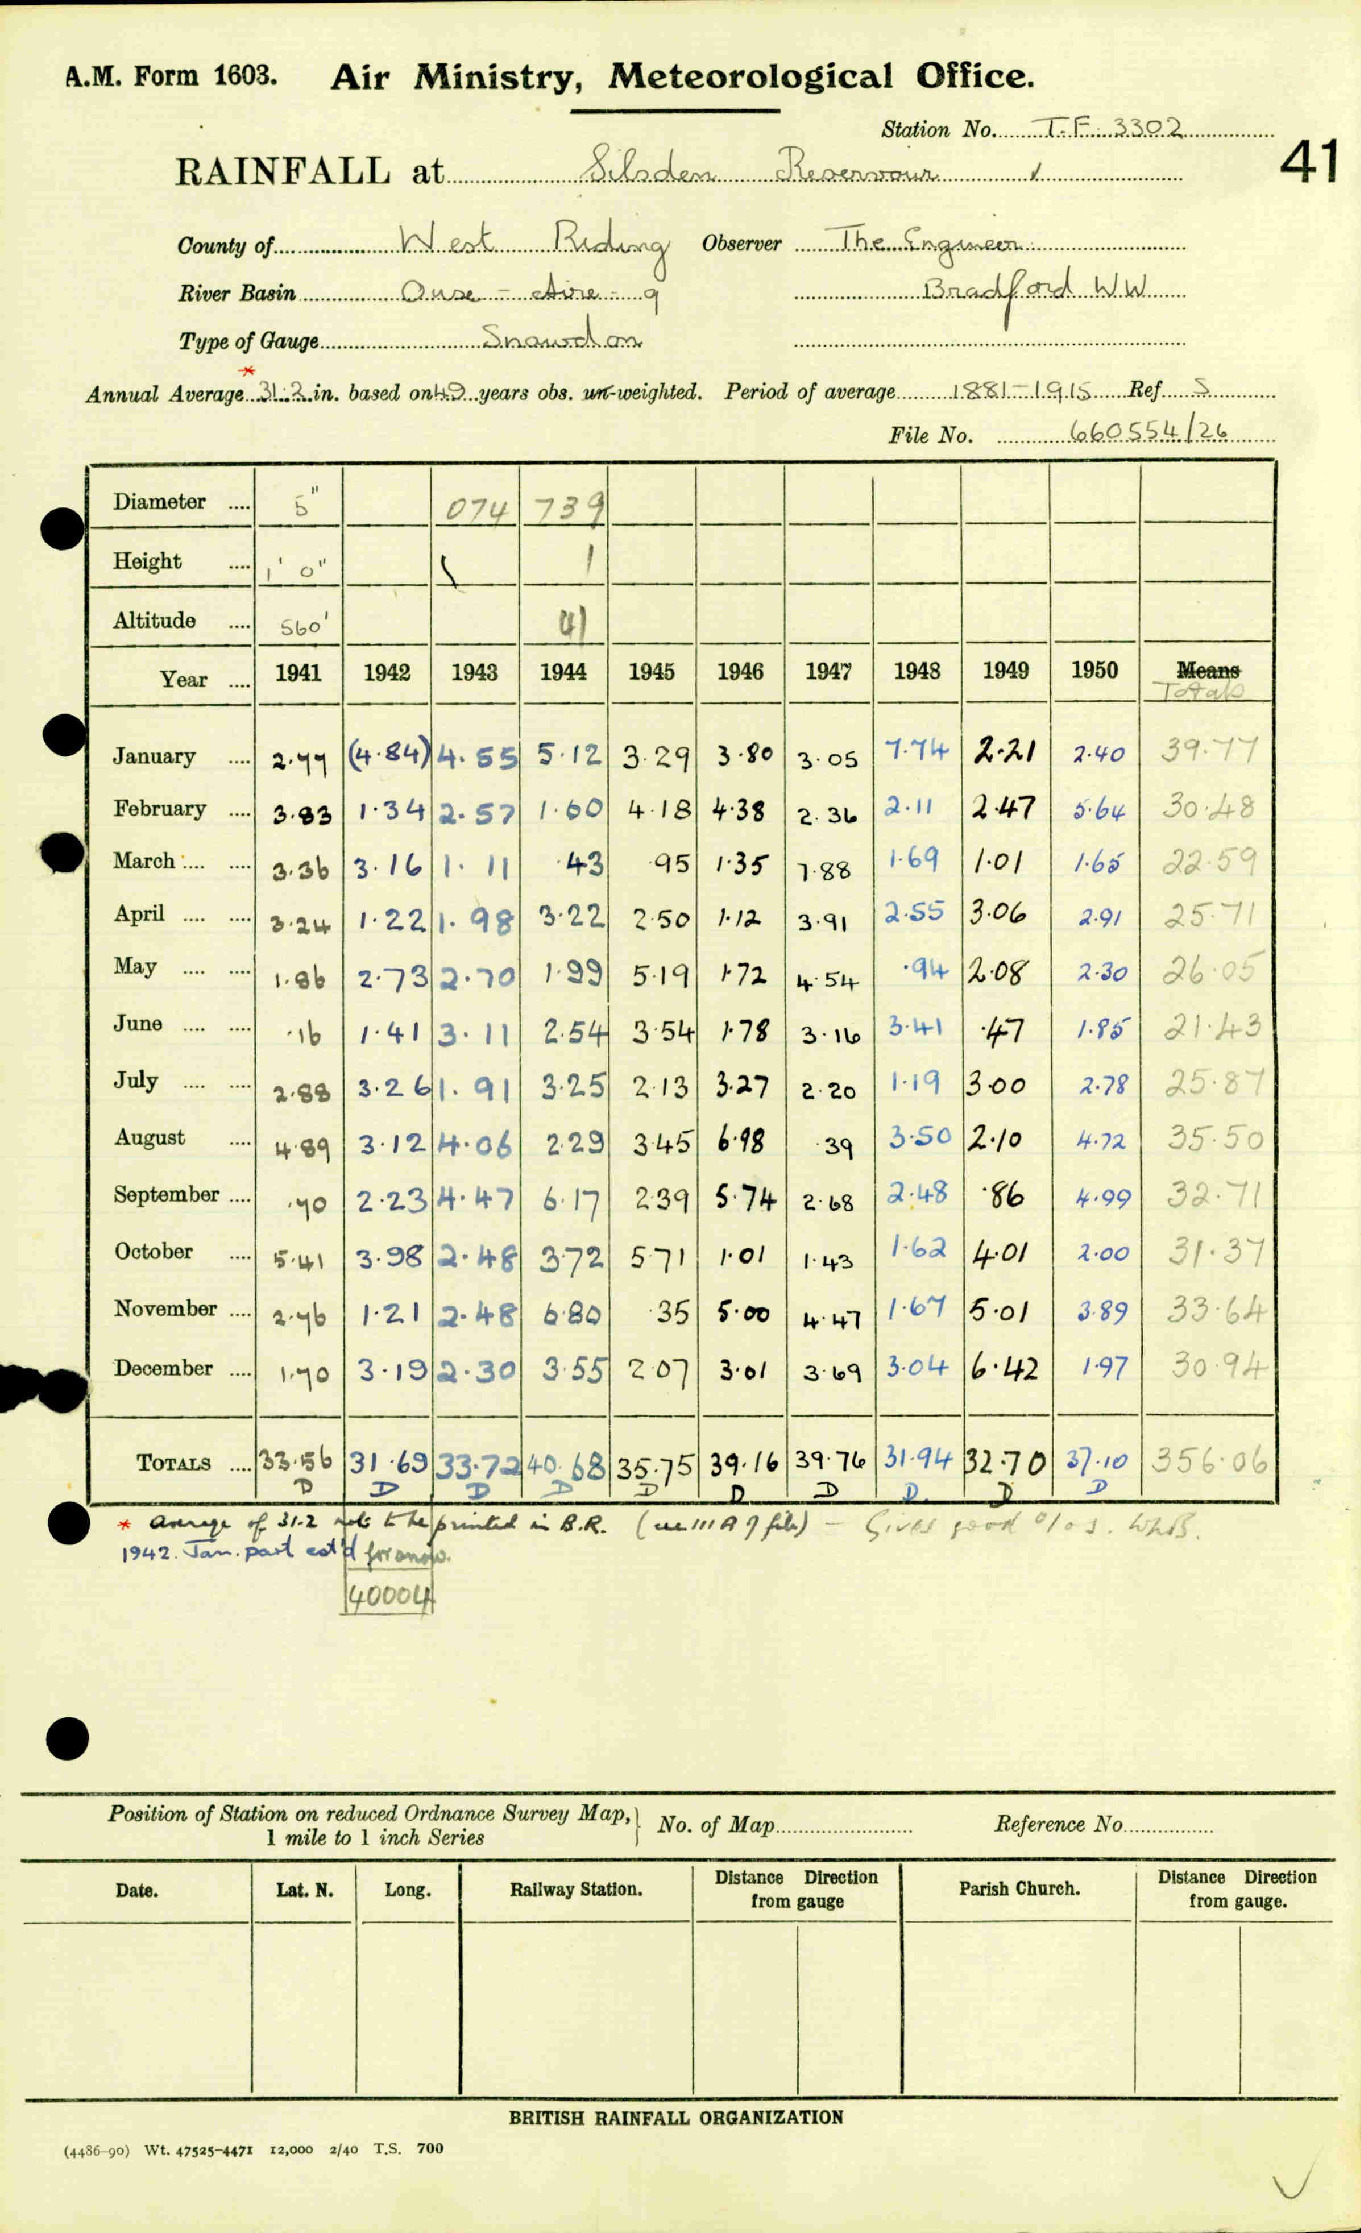 A.M. Form 1603. Air Ministry, Meteorological Office.
Station No. T.F. 3302
41
RAINFALL at Silsden Reservoir ✓
County of West Riding Observer The Engineer
River Basin Ouse - Aire - 9 Bradford WW
Type of Gauge Snowdon
*
Annual Average 31.2 in. based on 49 years obs. un-weighted. Period of average 1881-1915 Ref S
File No. 660554/26
Diameter .... 5" 074 739
Height .... 1' 0" \ 1
Altitude .... 560' 41
Year .... 1941 1942 1943 1944 1945 1946 1947 1948 1949 1950 Means Totals
January .... 2.77 (4.84) 4.55 5.12 3.29 3.80 3.05 7.74 2.21 2.40 39.77
February .... 3.83 1.34 2.57 1.60 4.18 4.38 2.36 2.11 2.47 5.64 30.48
March .... .... 3.36 3.16 1.11 .43 .95 1.35 7.88 1.69 1.01 1.65 22.59
April .... .... 3.24 1.22 1.98 3.22 2.50 1.12 3.91 2.55 3.06 2.91 25.71
May .... .... 1.86 2.73 2.70 1.99 5.19 1.72 4.54 .94 2.08 2.30 26.05
June .... .... .16 1.41 3.11 2.54 3.54 1.78 3.16 3.41 .47 1.85 21.43
July .... .... 2.88 3.26 1.91 3.25 2.13 3.27 2.20 1.19 3.00 2.78 25.87
August .... 4.89 3.12 4.06 2.29 3.45 6.98 .39 3.50 2.10 4.72 35.50
September .... .70 2.23 4.47 6.17 2.39 5.74 2.68 2.48 .86 4.99 32.71
October .... 5.41 3.98 2.48 3.72 5.71 1.01 1.43 1.62 4.01 2.00 31.37
November .... 2.76 1.21 2.48 6.80 .35 5.00 4.47 1.67 5.01 3.89 33.64
December .... 1.70 3.19 2.30 3.55 2.07 3.01 3.69 3.04 6.42 1.97 30.94
TOTALS .... 33.56 31.69 33.72 40.68 35.75 39.16 39.76 31.94 32.70 37.10 356.06
D D D D D D D D D D
* Average of 31.2 not to be printed in B.R. (see 111A 7 file) - Gives good %s.
1942. Jan. part est'd for snow.
40004
Position of Station on reduced Ordnance Survey Map, 1 mile to 1 inch Series } No. of Map Reference No.
Date. Lat. N. Long. Railway Station. Distance Direction from gauge Parish Church. Distance Direction from gauge.
BRITISH RAINFALL ORGANIZATION
(4486-90) Wt. 47525-4471 12,000 2/40 T.S. 700